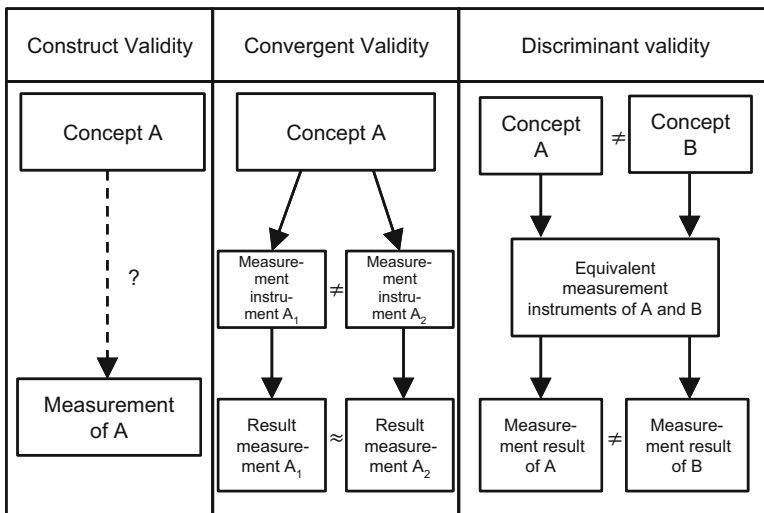 Construct Validity
Convergent Validity
Discriminant validity
Concept A
?
Measurement
of A
Concept A
Measure-
ment
instru-
ment A₁
≠
Measure-
ment
instru-
ment A₂
Result
measure-
ment A₁
≈
Result
measure-
ment A₂
Concept
A
≠
Concept
B
Equivalent
measurement
instruments of A and B
Measure-
ment result
of A
≠
Measure-
ment result
of B